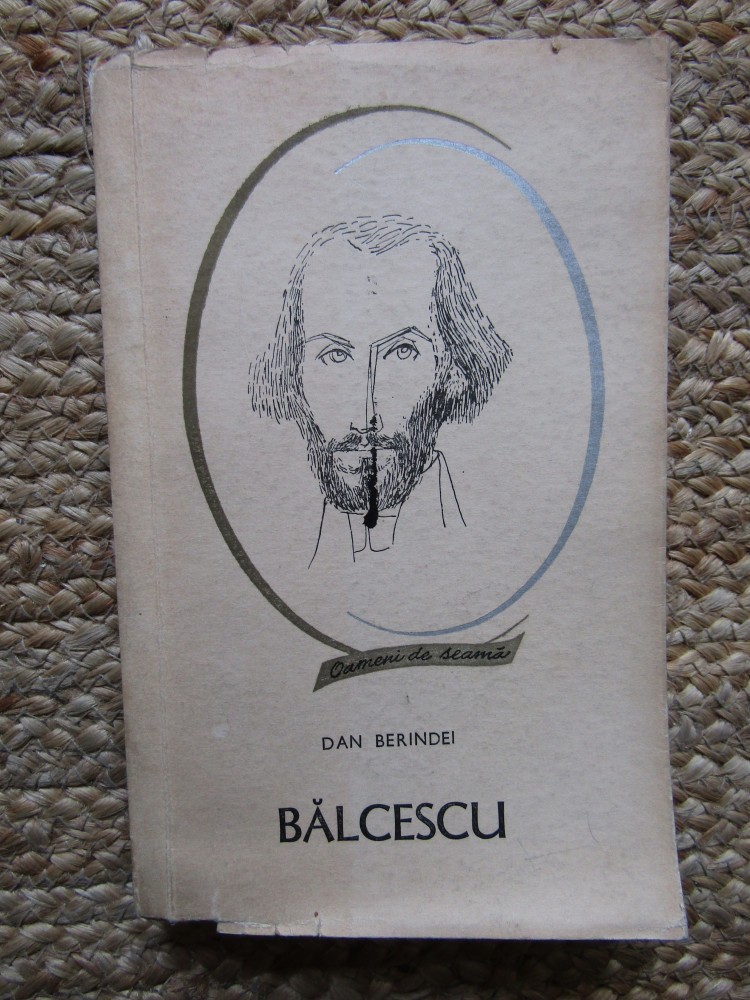 Oameni de seamă
DAN BERINDEI
BĂLCESCU